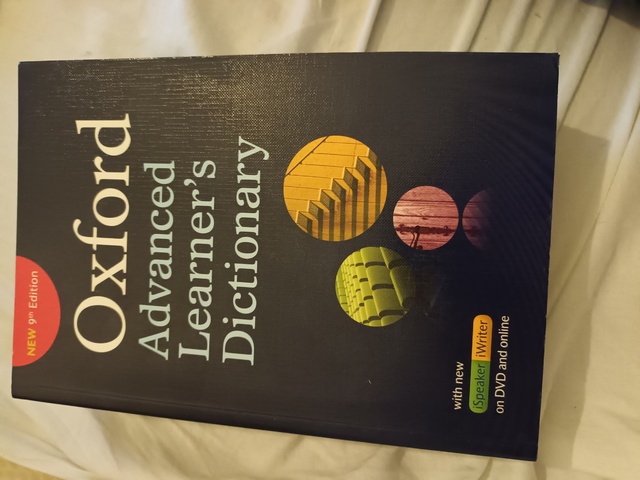 NEW 9th Edition
Oxford
Advanced
Learner's
Dictionary
with new
iSpeaker iWriter
on DVD and online